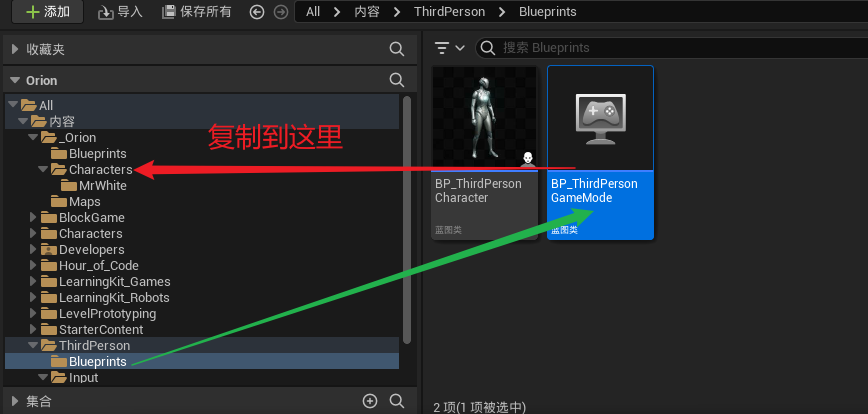 添加
导入
保存所有
All
内容
ThirdPerson
Blueprints
收藏夹
Orion
All
内容
_Orion
Blueprints
Characters
MrWhite
Maps
BlockGame
Characters
Developers
Hour_of_Code
LearningKit_Games
LearningKit_Robots
LevelPrototyping
StarterContent
ThirdPerson
Blueprints
Input
集合
复制到这里
搜索 Blueprints
BP_ThirdPerson
Character
蓝图类
BP_ThirdPerson
GameMode
蓝图类
2 项(1 项被选中)